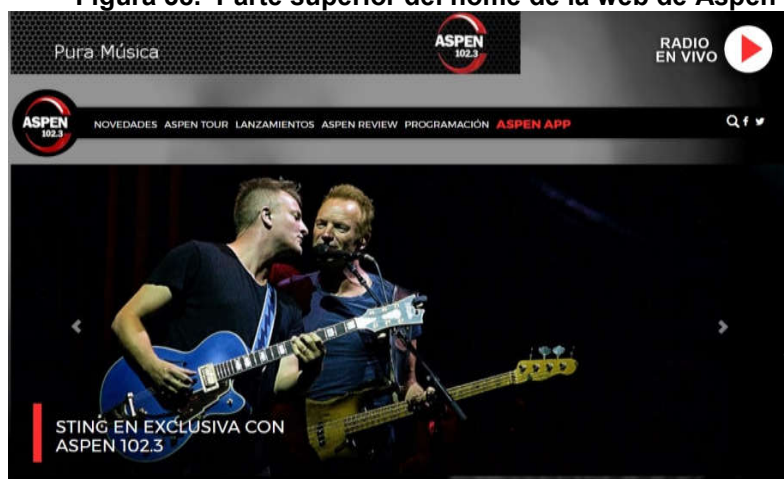 Figura 38. Parte superior del home de la web de Aspen
Pura Música
ASPEN
102.3
RADIO
EN VIVO
ASPEN
102.3
NOVEDADES ASPEN TOUR LANZAMIENTOS ASPEN REVIEW PROGRAMACIÓN ASPEN APP
STING EN EXCLUSIVA CON
ASPEN 102.3